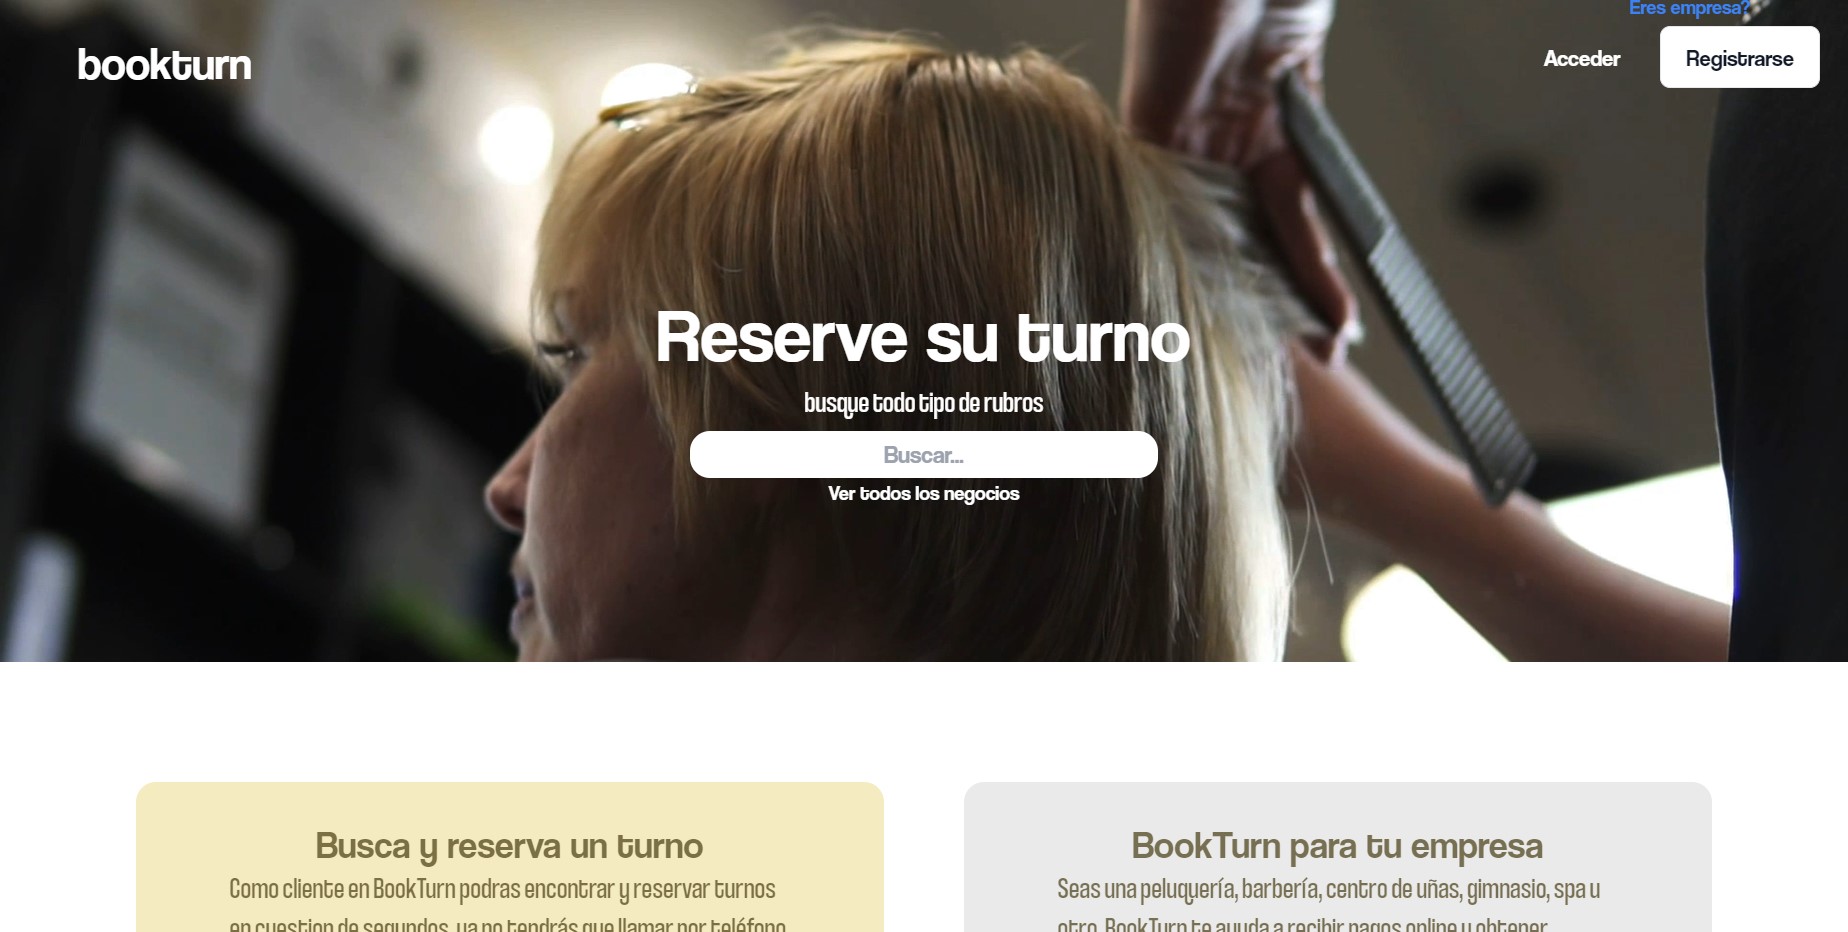 Eres empresa?
bookturn
Acceder
Registrarse
Reserve su turno
busque todo tipo de rubros
Buscar...
Ver todos los negocios
Busca y reserva un turno
Como cliente en BookTurn podras encontrar y reservar turnos
en cuestion de segundos, ya no tendrás que llamar por teléfono
BookTurn para tu empresa
Seas una peluquería, barbería, centro de uñas, gimnasio, spa u
otro, BookTurn te ayuda a recibir pagos online y obtener